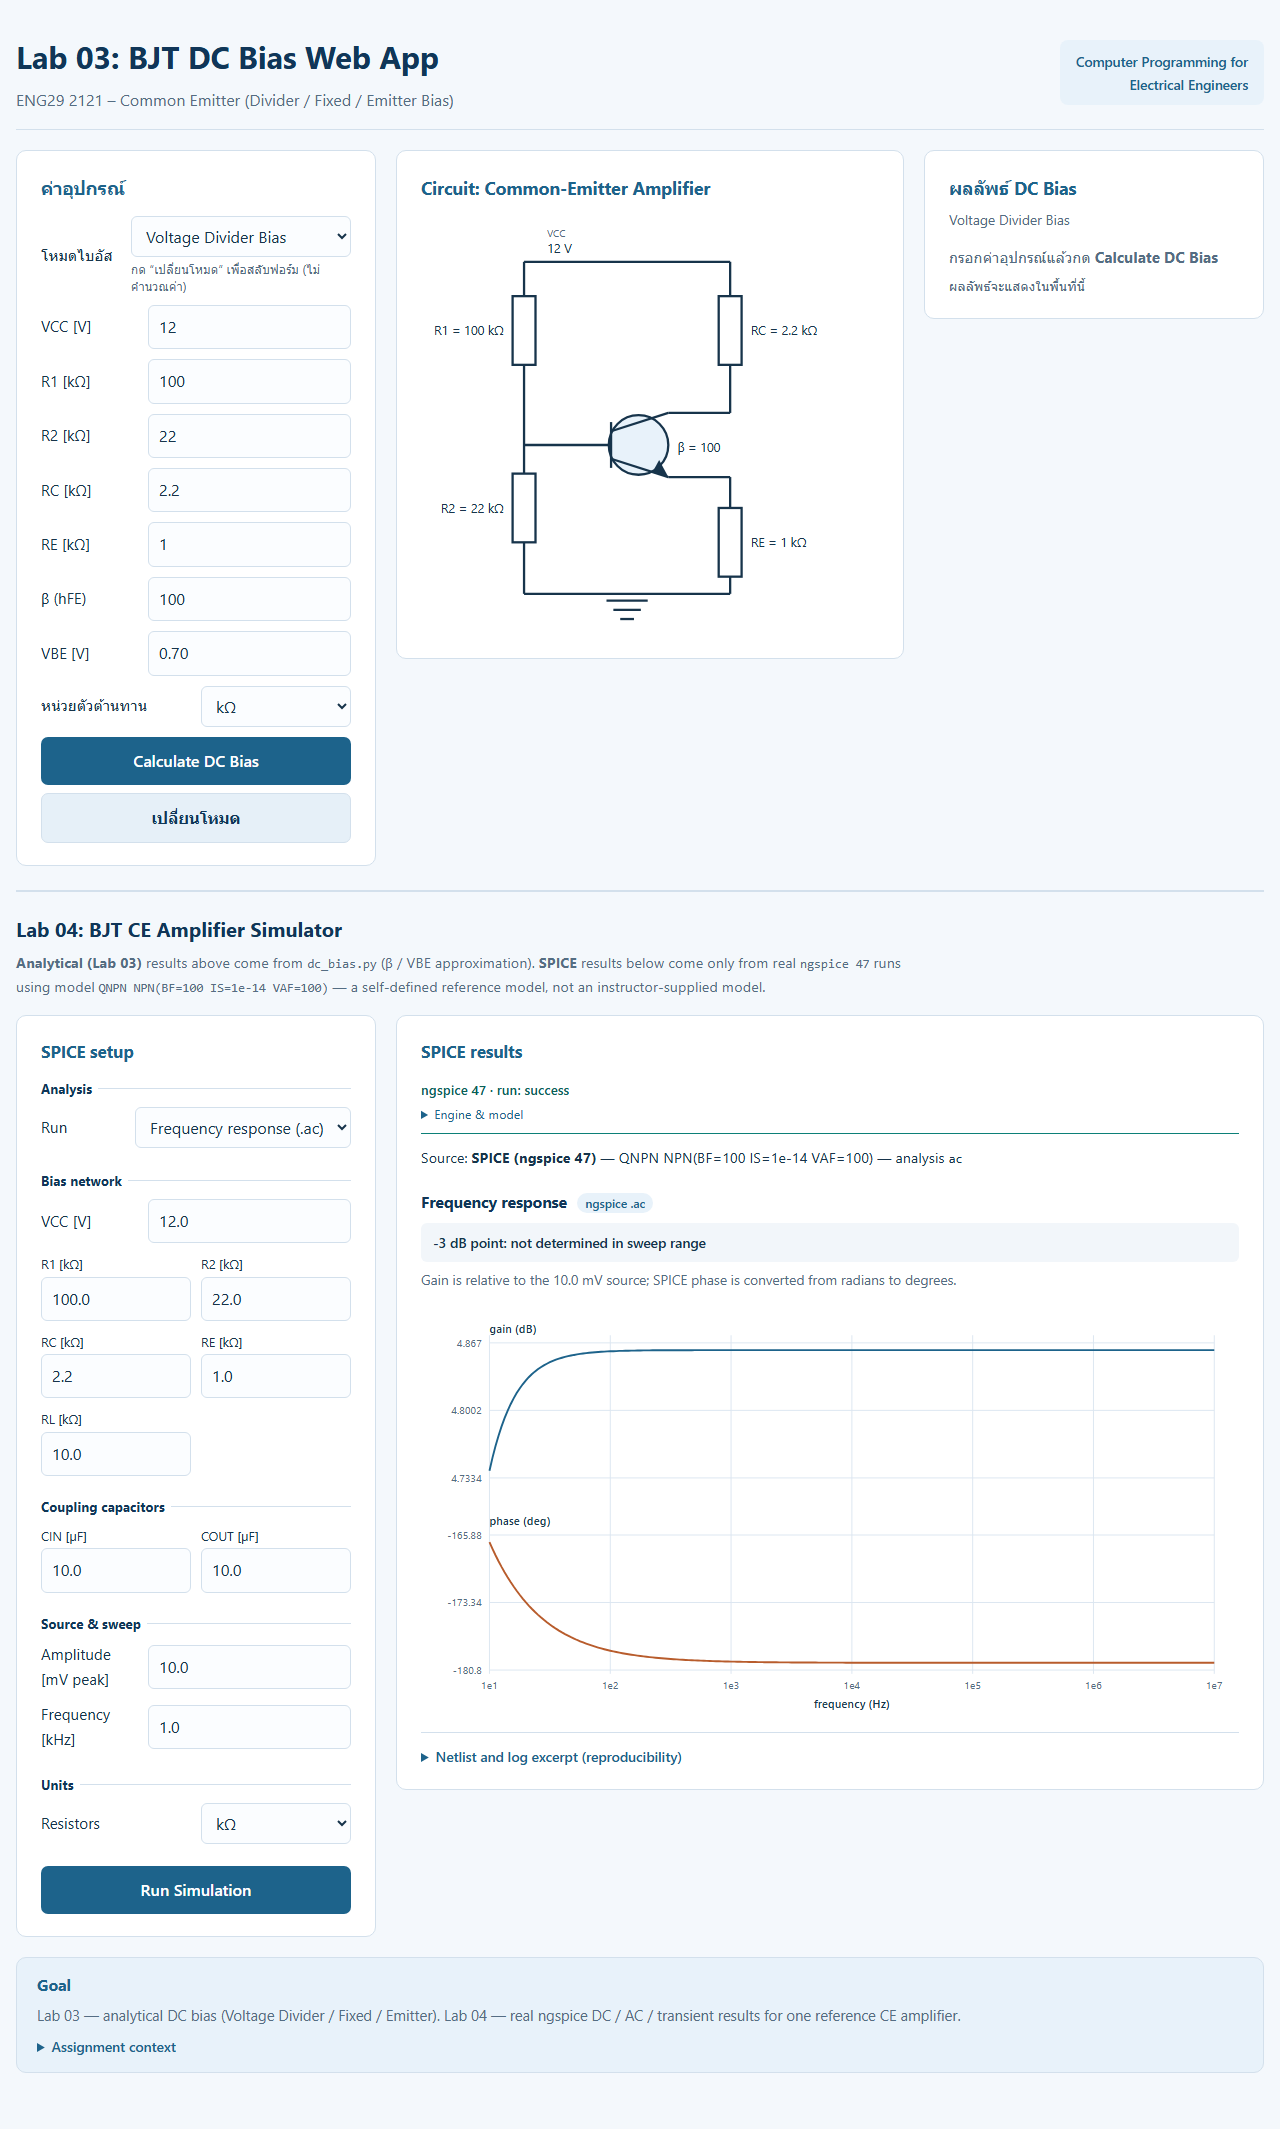 Lab 03: BJT DC Bias Web App
ENG29 2121 – Common Emitter (Divider / Fixed / Emitter Bias)
Computer Programming for
Electrical Engineers
ค่าอุปกรณ์
โหมดไบอัส
Voltage Divider Bias
กด “เปลี่ยนโหมด” เพื่อสลับฟอร์ม (ไม่
คำนวณค่า)
VCC [V]
12
R1 [kΩ]
100
R2 [kΩ]
22
RC [kΩ]
2.2
RE [kΩ]
1
β (hFE)
100
VBE [V]
0.70
หน่วยตัวต้านทาน
kΩ
Calculate DC Bias
เปลี่ยนโหมด
Circuit: Common-Emitter Amplifier
VCC
12 V
R1 = 100 kΩ
RC = 2.2 kΩ
β = 100
R2 = 22 kΩ
RE = 1 kΩ
ผลลัพธ์ DC Bias
Voltage Divider Bias
กรอกค่าอุปกรณ์แล้วกด Calculate DC Bias
ผลลัพธ์จะแสดงในพื้นที่นี้
Lab 04: BJT CE Amplifier Simulator
Analytical (Lab 03) results above come from dc_bias.py (β / VBE approximation). SPICE results below come only from real ngspice 47 runs
using model QNPN NPN(BF=100 IS=1e-14 VAF=100) — a self-defined reference model, not an instructor-supplied model.
SPICE setup
Analysis
Run
Frequency response (.ac)
Bias network
VCC [V]
12.0
R1 [kΩ]
R2 [kΩ]
100.0
22.0
RC [kΩ]
RE [kΩ]
2.2
1.0
RL [kΩ]
10.0
Coupling capacitors
CIN [µF]
COUT [µF]
10.0
10.0
Source & sweep
Amplitude
[mV peak]
10.0
Frequency
[kHz]
1.0
Units
Resistors
kΩ
Run Simulation
SPICE results
ngspice 47 · run: success
Engine & model
Source: SPICE (ngspice 47) — QNPN NPN(BF=100 IS=1e-14 VAF=100) — analysis ac
Frequency response
ngspice .ac
-3 dB point: not determined in sweep range
Gain is relative to the 10.0 mV source; SPICE phase is converted from radians to degrees.
gain (dB)
4.867
4.8002
4.7334
phase (deg)
-165.88
-173.34
-180.8
1e1
1e2
1e3
1e4
1e5
1e6
1e7
frequency (Hz)
Netlist and log excerpt (reproducibility)
Goal
Lab 03 — analytical DC bias (Voltage Divider / Fixed / Emitter). Lab 04 — real ngspice DC / AC / transient results for one reference CE amplifier.
Assignment context